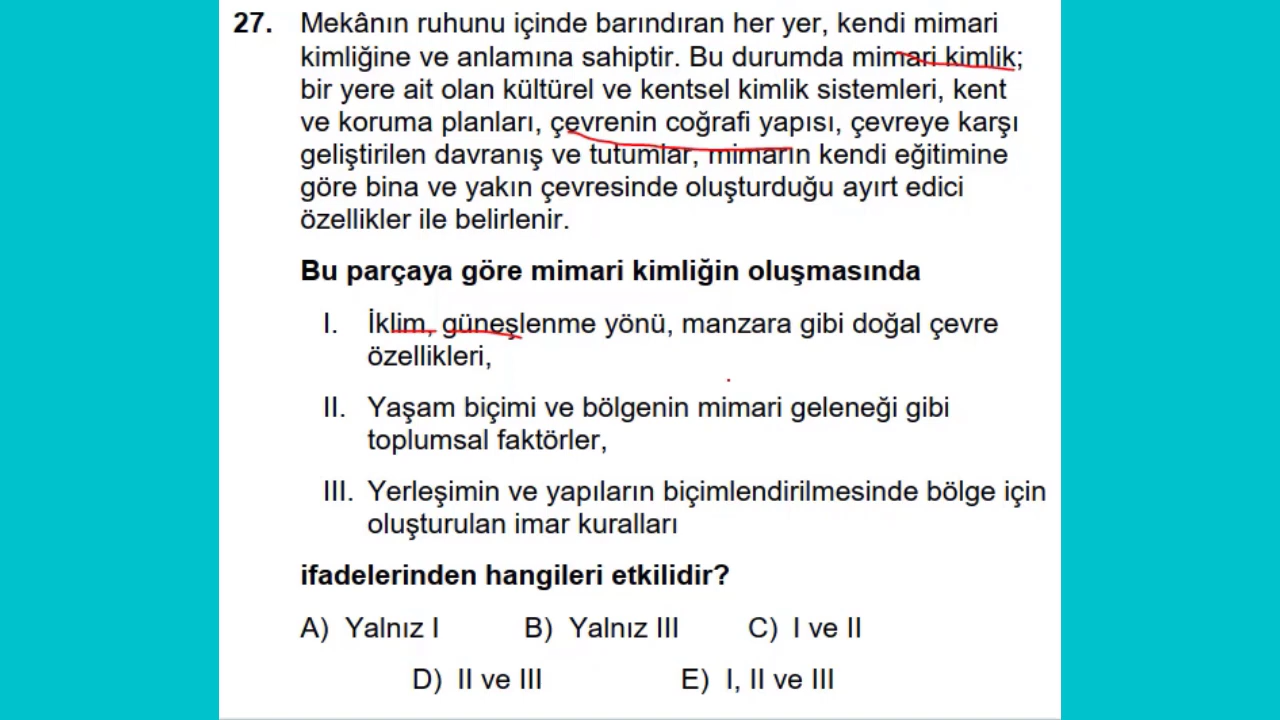 27. Mekânın ruhunu içinde barındıran her yer, kendi mimari
kimliğine ve anlamına sahiptir. Bu durumda mimari kimlik;
bir yere ait olan kültürel ve kentsel kimlik sistemleri, kent
ve koruma planları, çevrenin coğrafi yapısı, çevreye karşı
geliştirilen davranış ve tutumlar, mimarın kendi eğitimine
göre bina ve yakın çevresinde oluşturduğu ayırt edici
özellikler ile belirlenir.
Bu parçaya göre mimari kimliğin oluşmasında
I. İklim, güneşlenme yönü, manzara gibi doğal çevre
özellikleri,
II. Yaşam biçimi ve bölgenin mimari geleneği gibi
toplumsal faktörler,
III. Yerleşimin ve yapıların biçimlendirilmesinde bölge için
oluşturulan imar kuralları
ifadelerinden hangileri etkilidir?
A) Yalnız I B) Yalnız III C) I ve II
D) II ve III E) I, II ve III